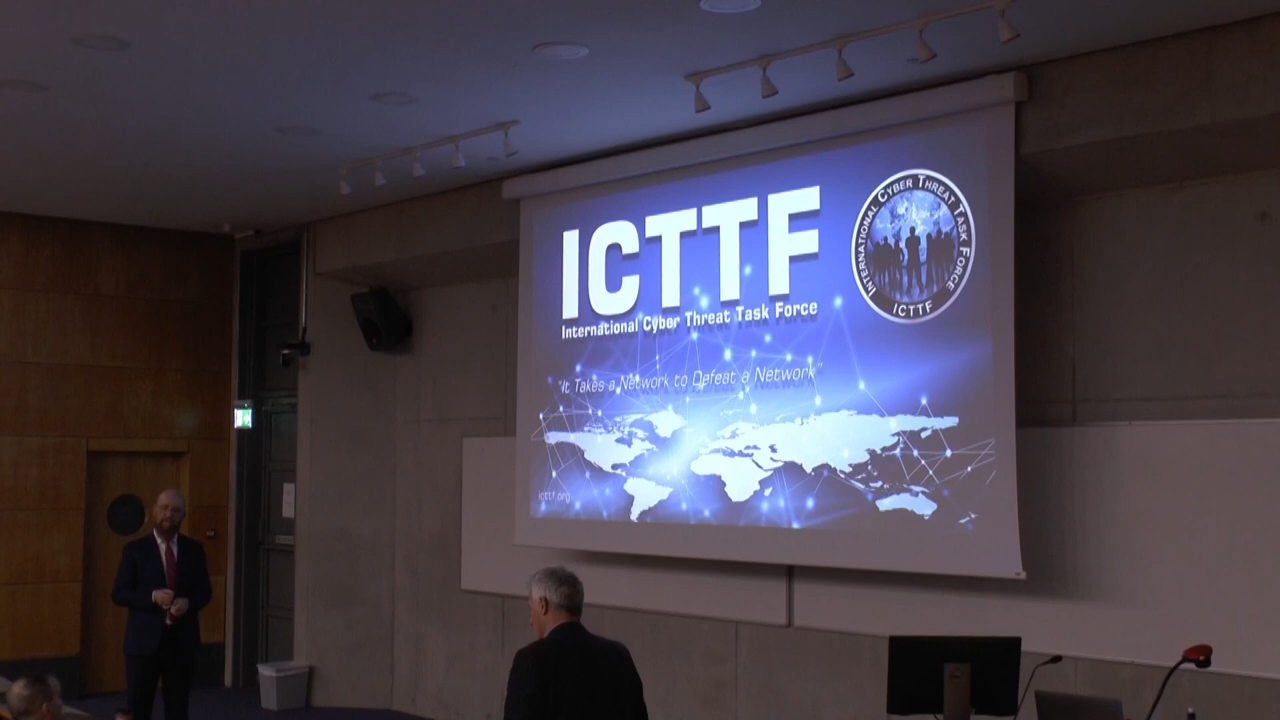 ICTTF
International Cyber Threat Task Force
"It Takes a Network to Defeat a Network"
icttf.org
INTERNATIONAL CYBER THREAT TASK FORCE
ICTTF